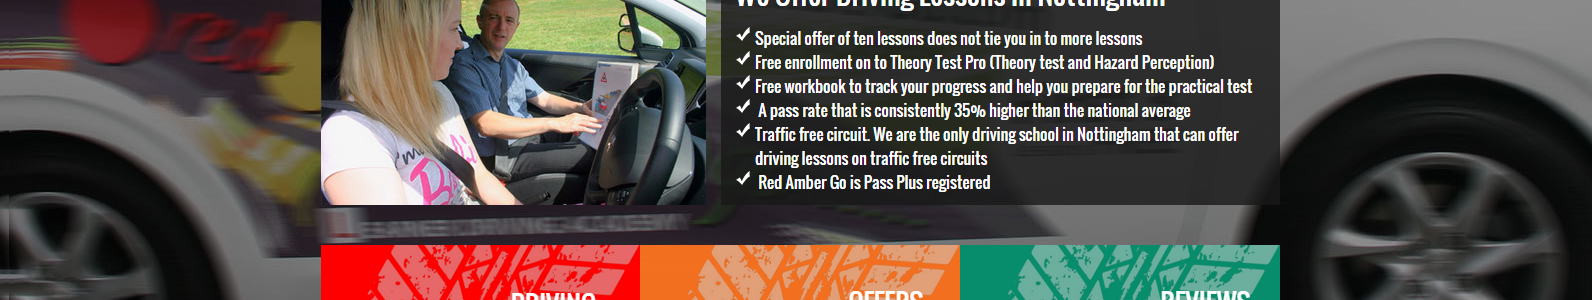 We Offer Driving Lessons in Nottingham
Special offer of ten lessons does not tie you in to more lessons
Free enrollment on to Theory Test Pro (Theory test and Hazard Perception)
Free workbook to track your progress and help you prepare for the practical test
A pass rate that is consistently 35% higher than the national average
Traffic free circuit. We are the only driving school in Nottingham that can offer
driving lessons on traffic free circuits
Red Amber Go is Pass Plus registered
red
I'm
DRIVING
OFFERS
REVIEWS